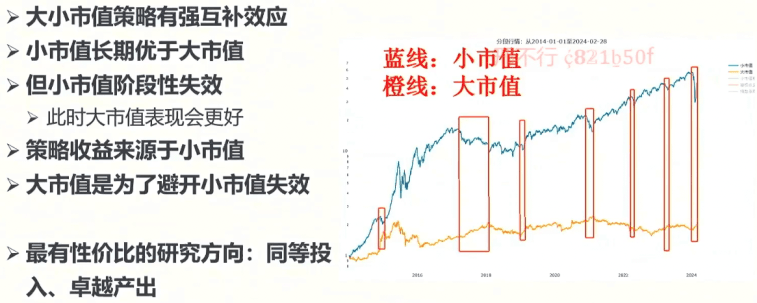 大小市值策略有强互补效应
小市值长期优于大市值
但小市值阶段性失效
此时大市值表现会更好
策略收益来源于小市值
大市值是为了避开小市值失效
最有性价比的研究方向：同等投
入、卓越产出
分组行情：从2014-01-01至2024-02-28
蓝线：小市值
橙线：大市值
不行
小市值
大市值
2016
2018
2020
2022
2024